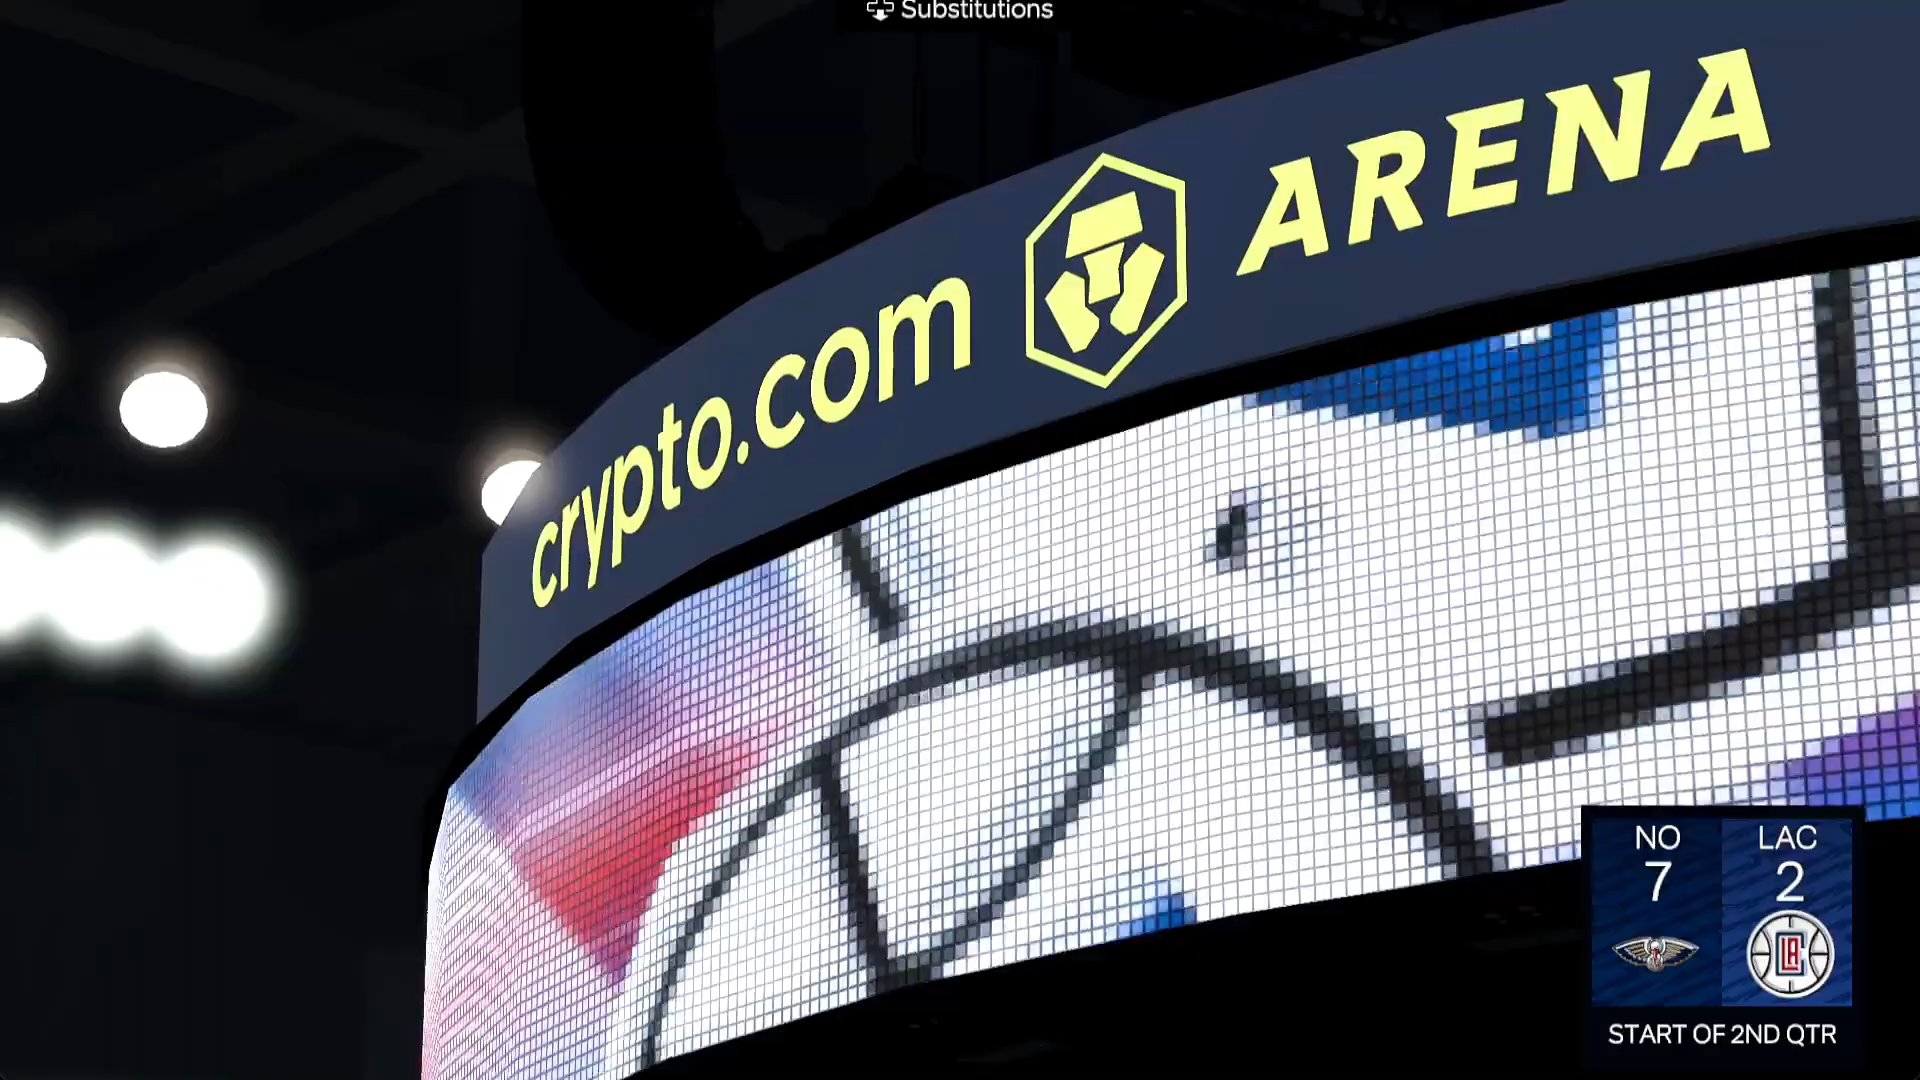 Substitutions
crypto.com ARENA
NO LAC
7 2
START OF 2ND QTR